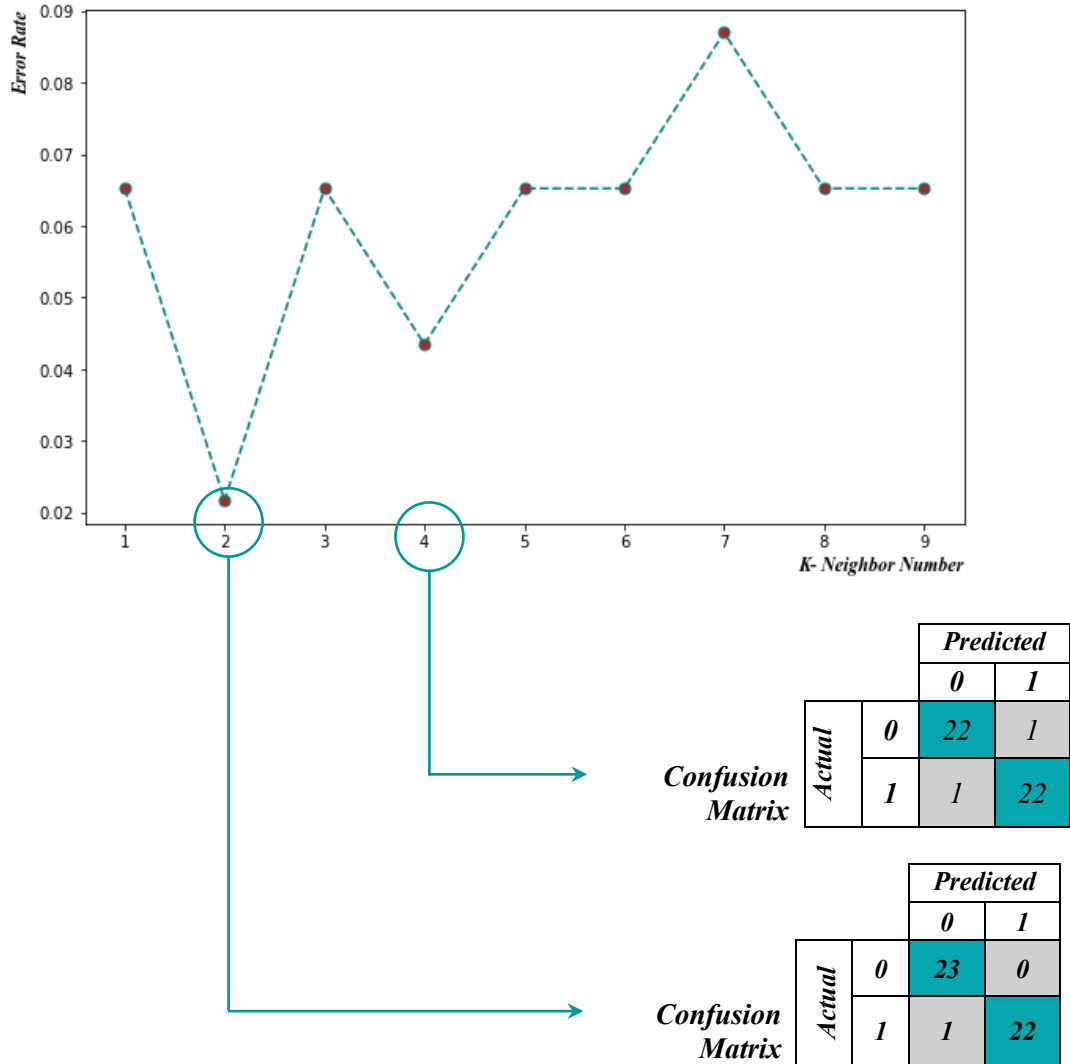 Error Rate
0.09
0.08
0.07
0.06
0.05
0.04
0.03
0.02
1 2 3 4 5 6 7 8 9
K- Neighbor Number
Predicted
0 1
Actual
0 22 1
1 1 22
Confusion
Matrix
Predicted
0 1
Actual
0 23 0
1 1 22
Confusion
Matrix